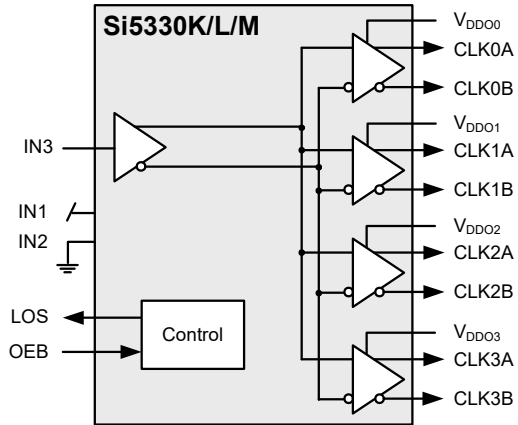 Si5330K/L/M
VDDO0
CLK0A
CLK0B
IN3
VDDO1
CLK1A
CLK1B
IN1
IN2
VDDO2
CLK2A
CLK2B
LOS
OEB
Control
VDDO3
CLK3A
CLK3B